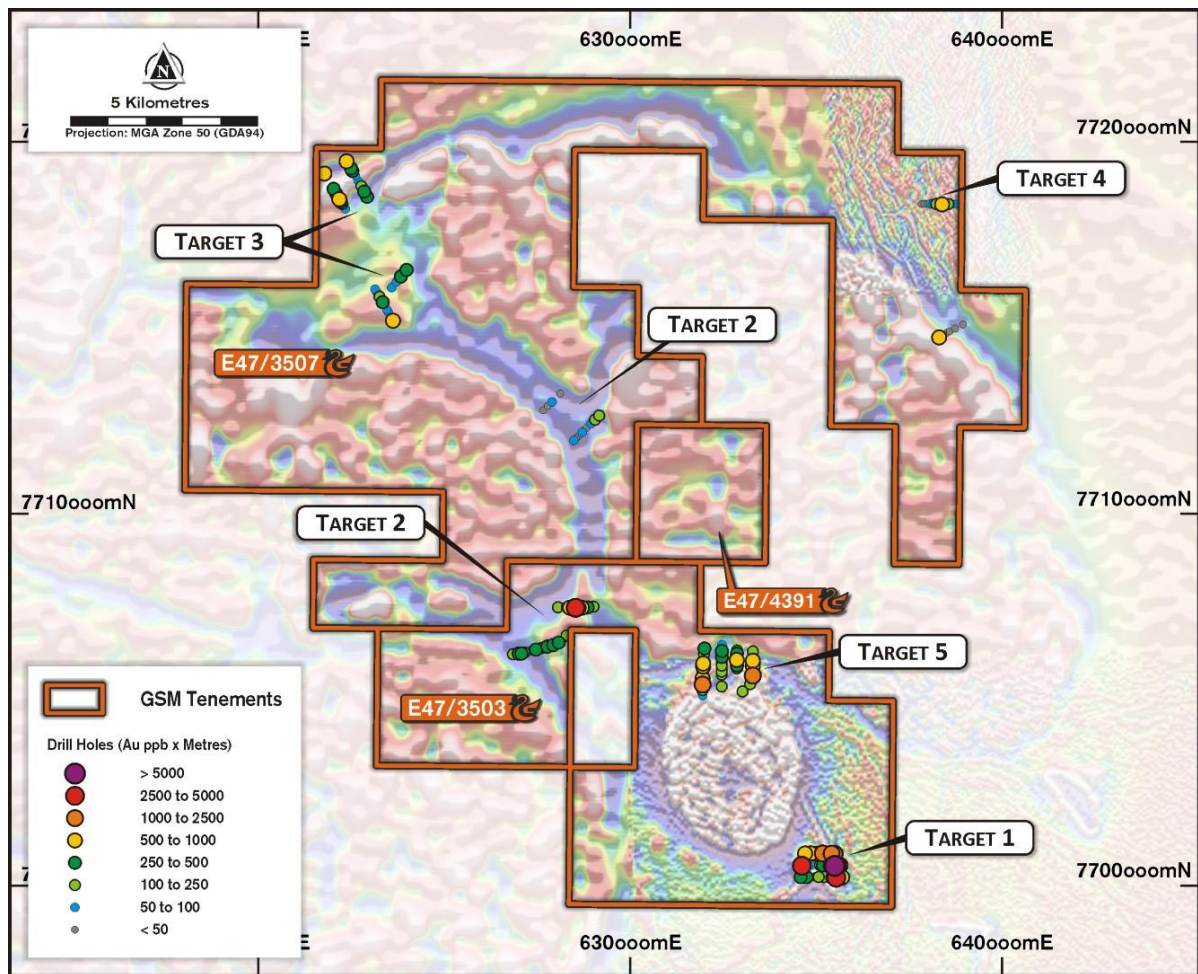 E
630000mE
640000mE
N
5 Kilometres
Projection: MGA Zone 50 (GDA94)
7720000mN
TARGET 4
TARGET 3
TARGET 2
E47/3507
7710000mN
7710000mN
TARGET 2
E47/4391
TARGET 5
E47/3503
GSM Tenements
Drill Holes (Au ppb x Metres)
> 5000
2500 to 5000
1000 to 2500
500 to 1000
250 to 500
100 to 250
50 to 100
< 50
TARGET 1
7700000mN
E
630000mE
640000mE